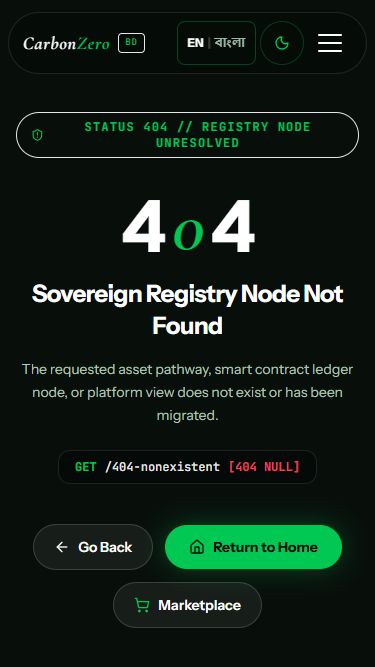 CarbonZero BD EN | বাংলা
STATUS 404 // REGISTRY NODE
UNRESOLVED
4o4
Sovereign Registry Node Not
Found
The requested asset pathway, smart contract ledger
node, or platform view does not exist or has been
migrated.
GET /404-nonexistent [404 NULL]
Go Back Return to Home
Marketplace